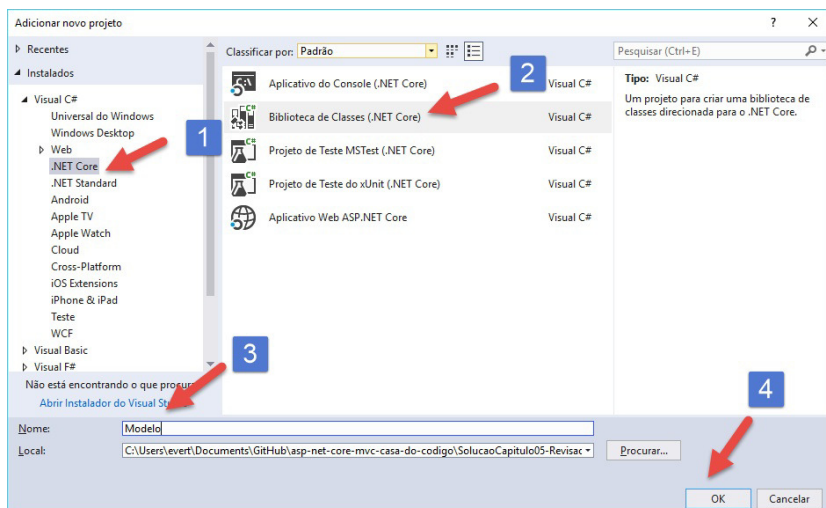 Adicionar novo projeto
? X
Recentes
Instalados
Visual C#
Universal do Windows
Windows Desktop
Web
.NET Core
.NET Standard
Android
Apple TV
Apple Watch
Cloud
Cross-Platform
iOS Extensions
iPhone & iPad
Teste
WCF
Visual Basic
Visual F#
Não está encontrando o que
Abrir Instalador do Visual
Classificar por: Padrão
Aplicativo do Console (.NET Core) Visual C#
Biblioteca de Classes (.NET Core) Visual C#
Projeto de Teste MSTest (.NET Core) Visual C#
Projeto de Teste do xUnit (.NET Core) Visual C#
Aplicativo Web ASP.NET Core Visual C#
Pesquisar (Ctrl+E)
Tipo: Visual C#
Um projeto para criar uma biblioteca de
classes direcionada para o .NET Core.
1
2
3
4
Nome: Modelo
Local: C:\Users\evert\Documents\GitHub\asp-net-core-mvc-casa-do-codigo\SolucaoCapitulo05-Revisac
Procurar...
OK Cancelar